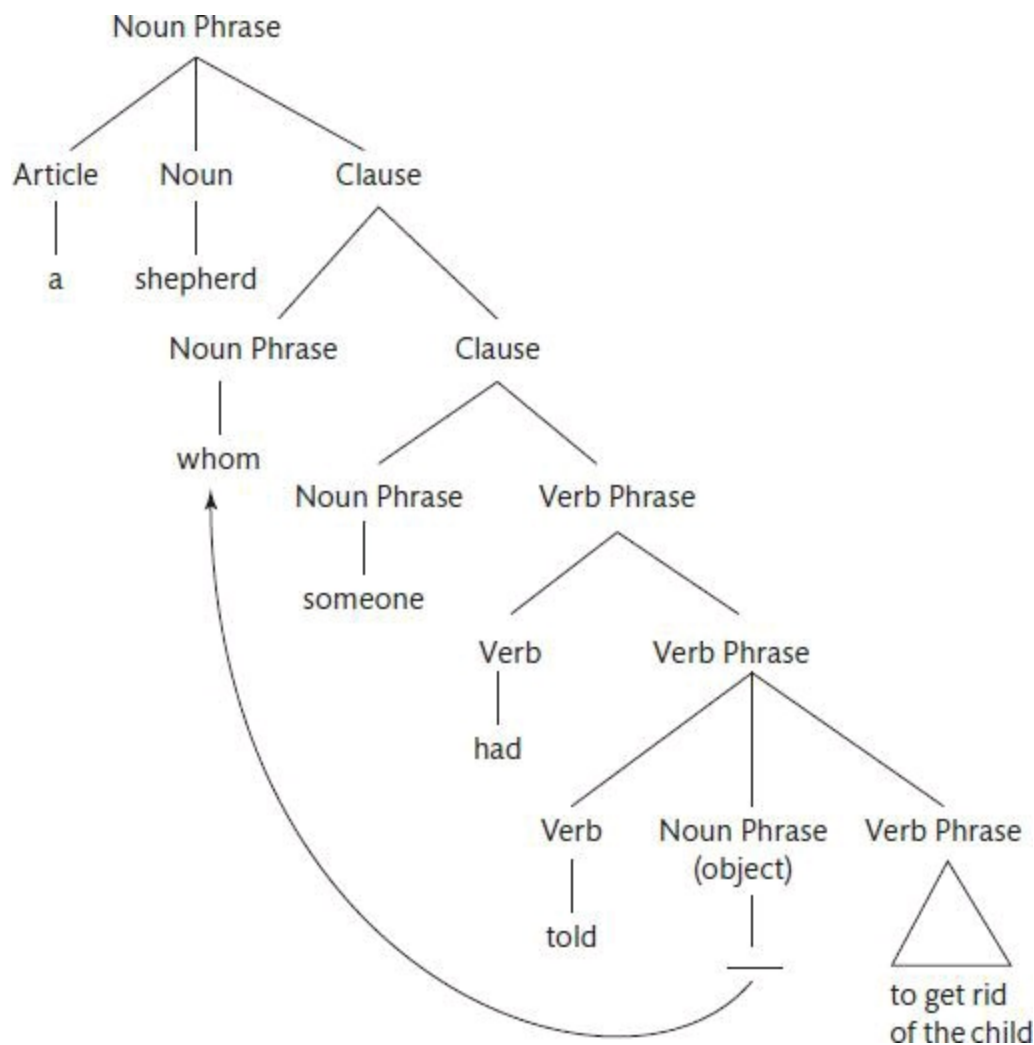 Noun Phrase
Article Noun Clause
a shepherd
Noun Phrase Clause
whom
Noun Phrase Verb Phrase
someone
Verb Verb Phrase
had
Verb Noun Phrase Verb Phrase
(object)
told
to get rid
of the child